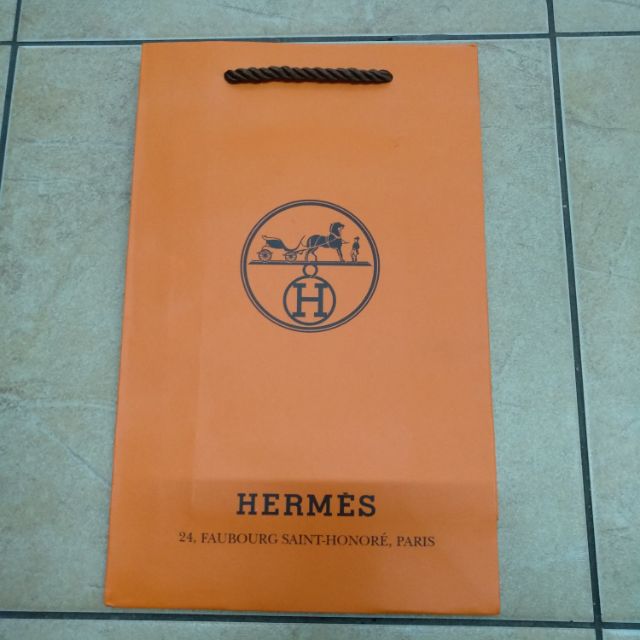 H
HERMÈS
24, FAUBOURG SAINT-HONORÉ, PARIS